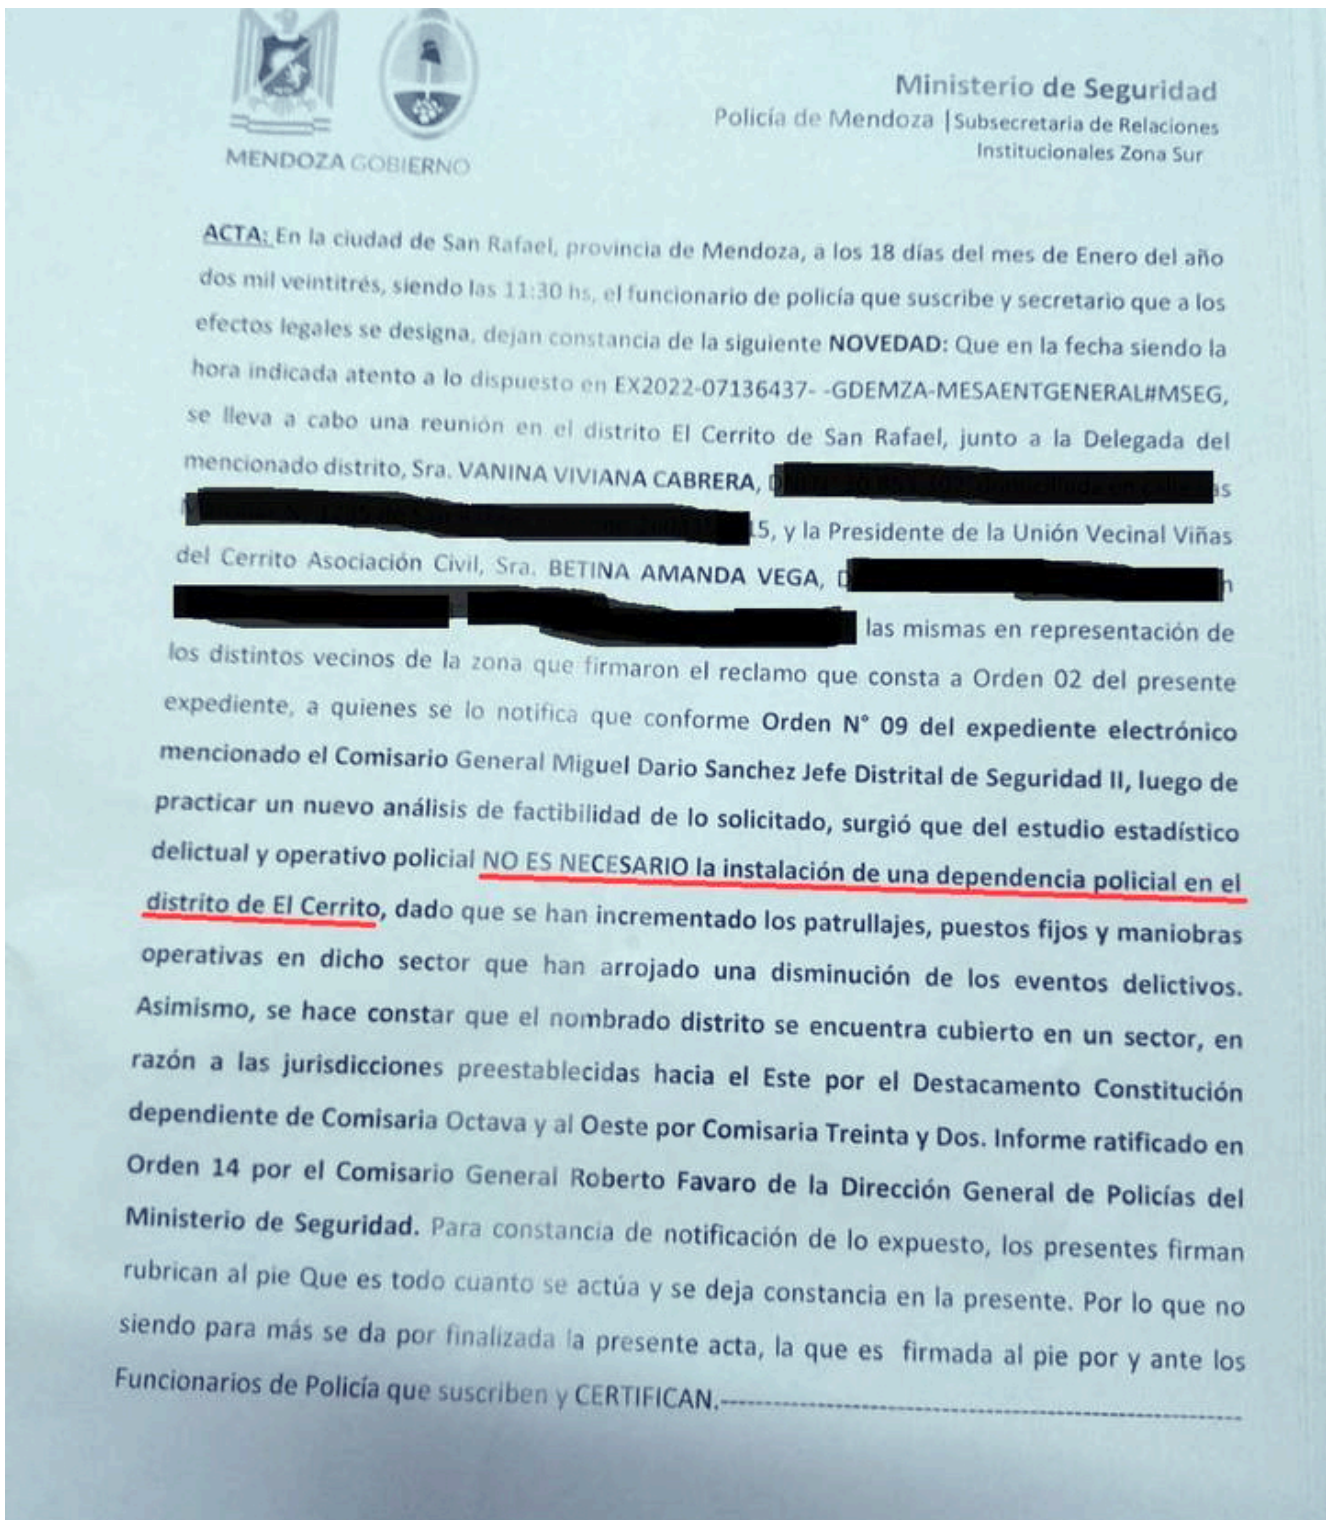 MENDOZA GOBIERNO
Ministerio de Seguridad
Policía de Mendoza | Subsecretaria de Relaciones
Institucionales Zona Sur
ACTA: En la ciudad de San Rafael, provincia de Mendoza, a los 18 días del mes de Enero del año
dos mil veintitrés, siendo las 11:30 hs, el funcionario de policía que suscribe y secretario que a los
efectos legales se designa, dejan constancia de la siguiente NOVEDAD: Que en la fecha siendo la
hora indicada atento a lo dispuesto en EX2022-07136437- -GDEMZA-MESAENTGENERAL#MSEG,
se lleva a cabo una reunión en el distrito El Cerrito de San Rafael, junto a la Delegada del
mencionado distrito, Sra. VANINA VIVIANA CABRERA,
, y la Presidente de la Unión Vecinal Viñas
del Cerrito Asociación Civil, Sra. BETINA AMANDA VEGA,
las mismas en representación de
los distintos vecinos de la zona que firmaron el reclamo que consta a Orden 02 del presente
expediente, a quienes se lo notifica que conforme Orden N° 09 del expediente electrónico
mencionado el Comisario General Miguel Dario Sanchez Jefe Distrital de Seguridad II, luego de
practicar un nuevo análisis de factibilidad de lo solicitado, surgió que del estudio estadístico
delictual y operativo policial NO ES NECESARIO la instalación de una dependencia policial en el
distrito de El Cerrito, dado que se han incrementado los patrullajes, puestos fijos y maniobras
operativas en dicho sector que han arrojado una disminución de los eventos delictivos.
Asimismo, se hace constar que el nombrado distrito se encuentra cubierto en un sector, en
razón a las jurisdicciones preestablecidas hacia el Este por el Destacamento Constitución
dependiente de Comisaria Octava y al Oeste por Comisaria Treinta y Dos. Informe ratificado en
Orden 14 por el Comisario General Roberto Favaro de la Dirección General de Policías del
Ministerio de Seguridad. Para constancia de notificación de lo expuesto, los presentes firman
rubrican al pie Que es todo cuanto se actúa y se deja constancia en la presente. Por lo que no
siendo para más se da por finalizada la presente acta, la que es firmada al pie por y ante los
Funcionarios de Policía que suscriben y CERTIFICAN.----------